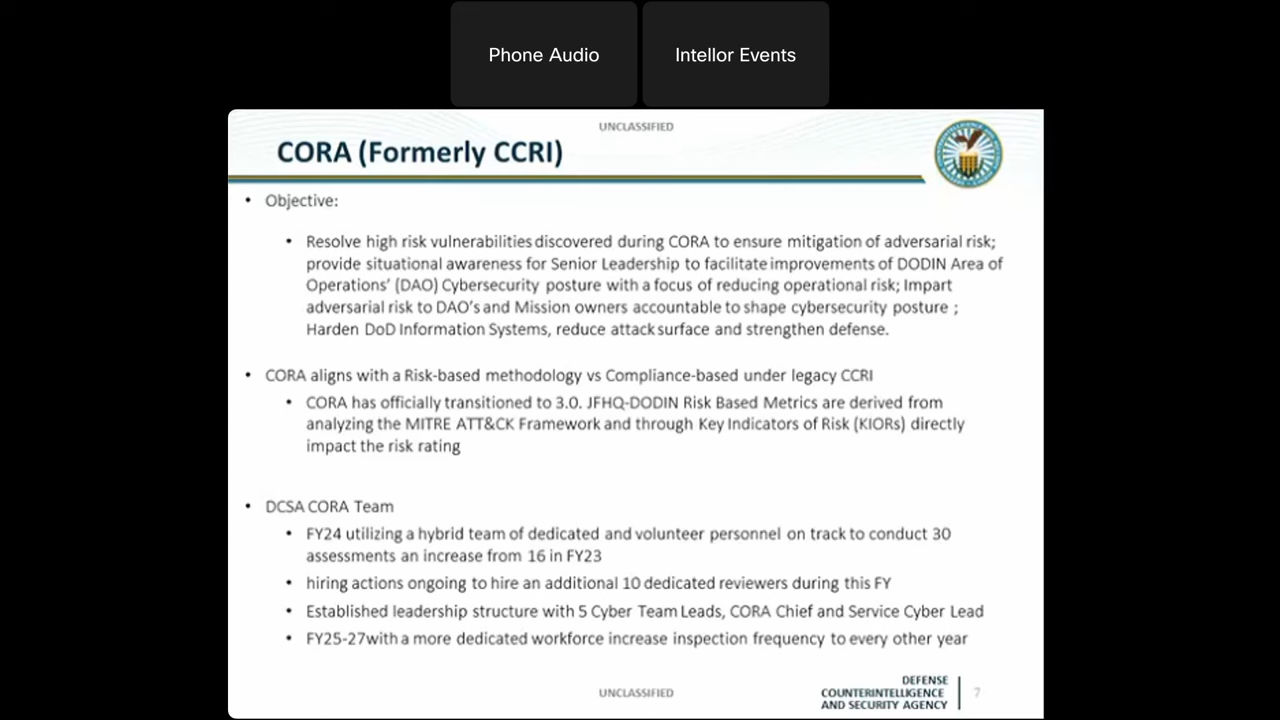 Phone Audio
Intellor Events
UNCLASSIFIED
CORA (Formerly CCRI)
• Objective:
• Resolve high risk vulnerabilities discovered during CORA to ensure mitigation of adversarial risk;
provide situational awareness for Senior Leadership to facilitate improvements of DODIN Area of
Operations’ (DAO) Cybersecurity posture with a focus of reducing operational risk; Impart
adversarial risk to DAO’s and Mission owners accountable to shape cybersecurity posture ;
Harden DoD Information Systems, reduce attack surface and strengthen defense.
• CORA aligns with a Risk-based methodology vs Compliance-based under legacy CCRI
• CORA has officially transitioned to 3.0. JFHQ-DODIN Risk Based Metrics are derived from
analyzing the MITRE ATT&CK Framework and through Key Indicators of Risk (KIORs) directly
impact the risk rating
• DCSA CORA Team
• FY24 utilizing a hybrid team of dedicated and volunteer personnel on track to conduct 30
assessments an increase from 16 in FY23
• hiring actions ongoing to hire an additional 10 dedicated reviewers during this FY
• Established leadership structure with 5 Cyber Team Leads, CORA Chief and Service Cyber Lead
• FY25-27with a more dedicated workforce increase inspection frequency to every other year
UNCLASSIFIED
DEFENSE
COUNTERINTELLIGENCE
AND SECURITY AGENCY
7